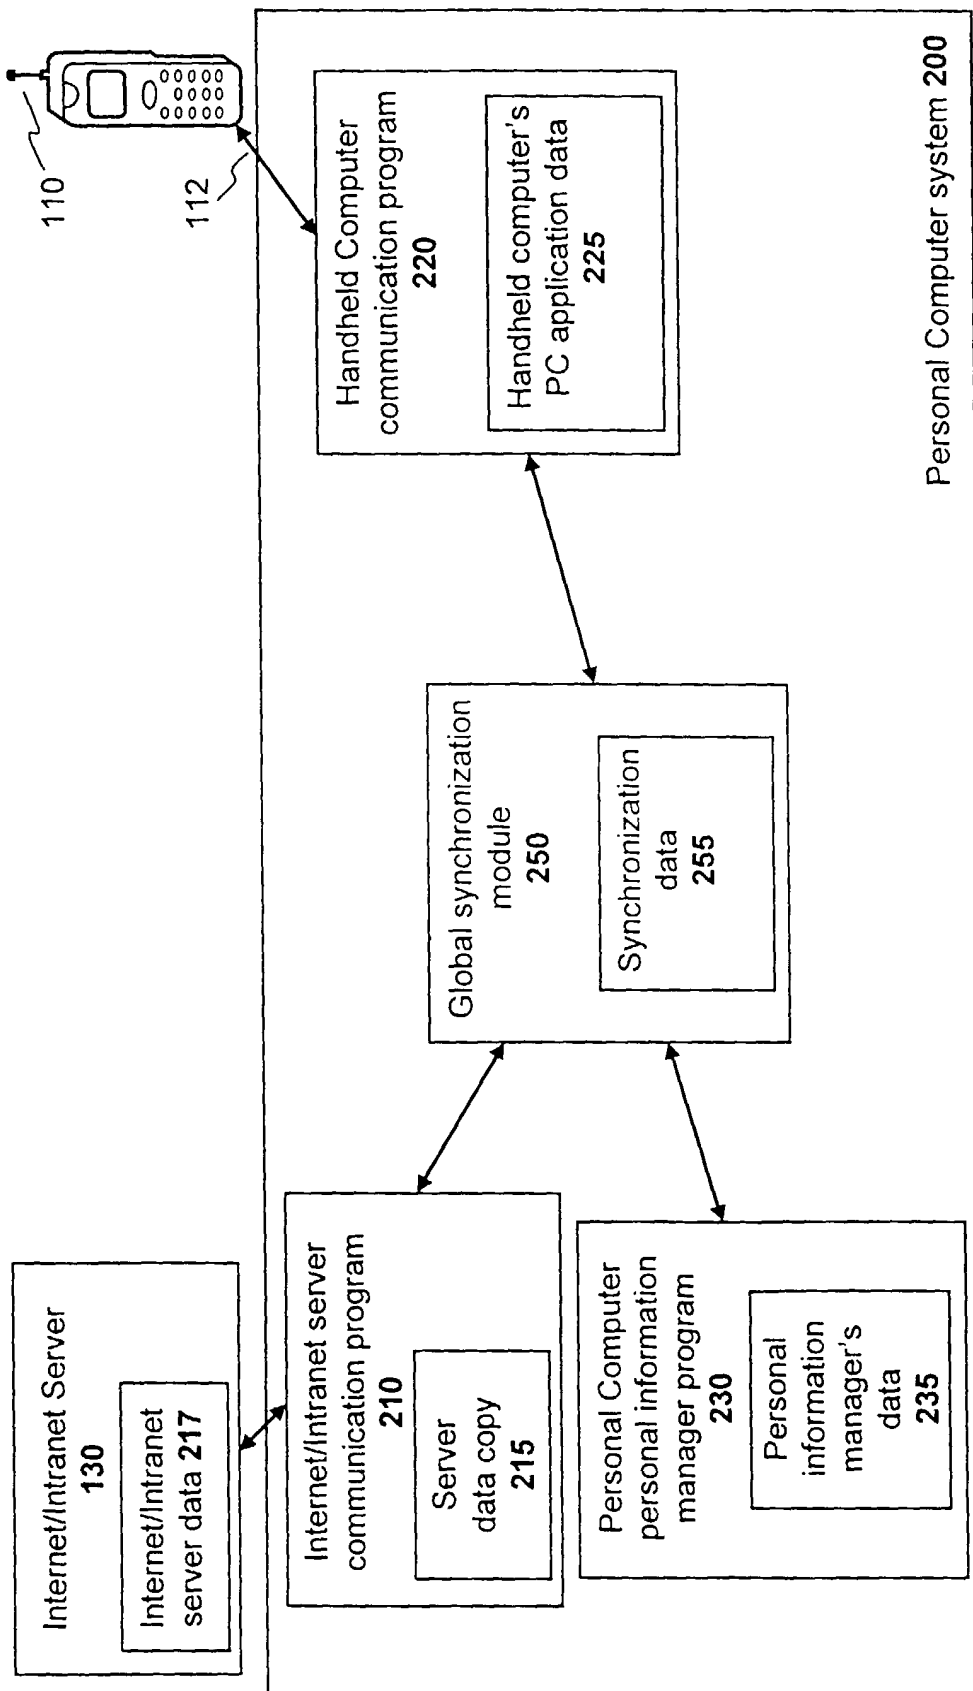 Internet/Intranet Server
130
Internet/Intranet
server data 217
110
112
Internet/Intranet server
communication program
210
Server
data copy
215
Personal Computer
personal information
manager program
230
Personal
information
manager's
data
235
Global synchronization
module
250
Synchronization
data
255
Handheld Computer
communication program
220
Handheld computer's
PC application data
225
Personal Computer system 200